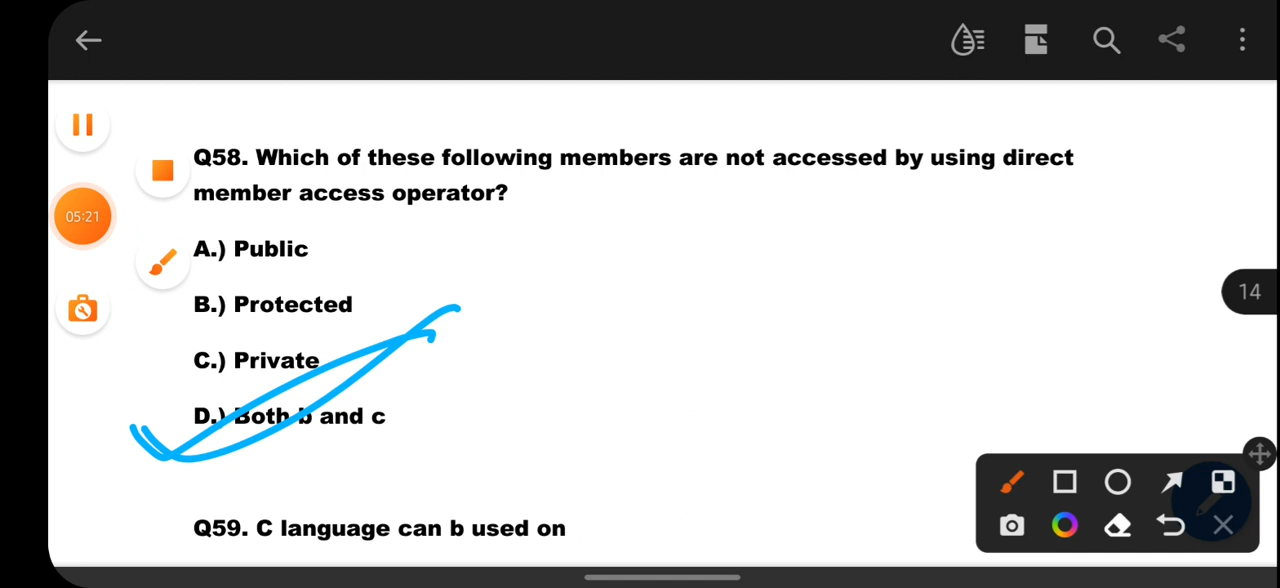 05:21
Q58. Which of these following members are not accessed by using direct
member access operator?
A.) Public
B.) Protected
C.) Private
D.) Both b and c
14
Q59. C language can b used on